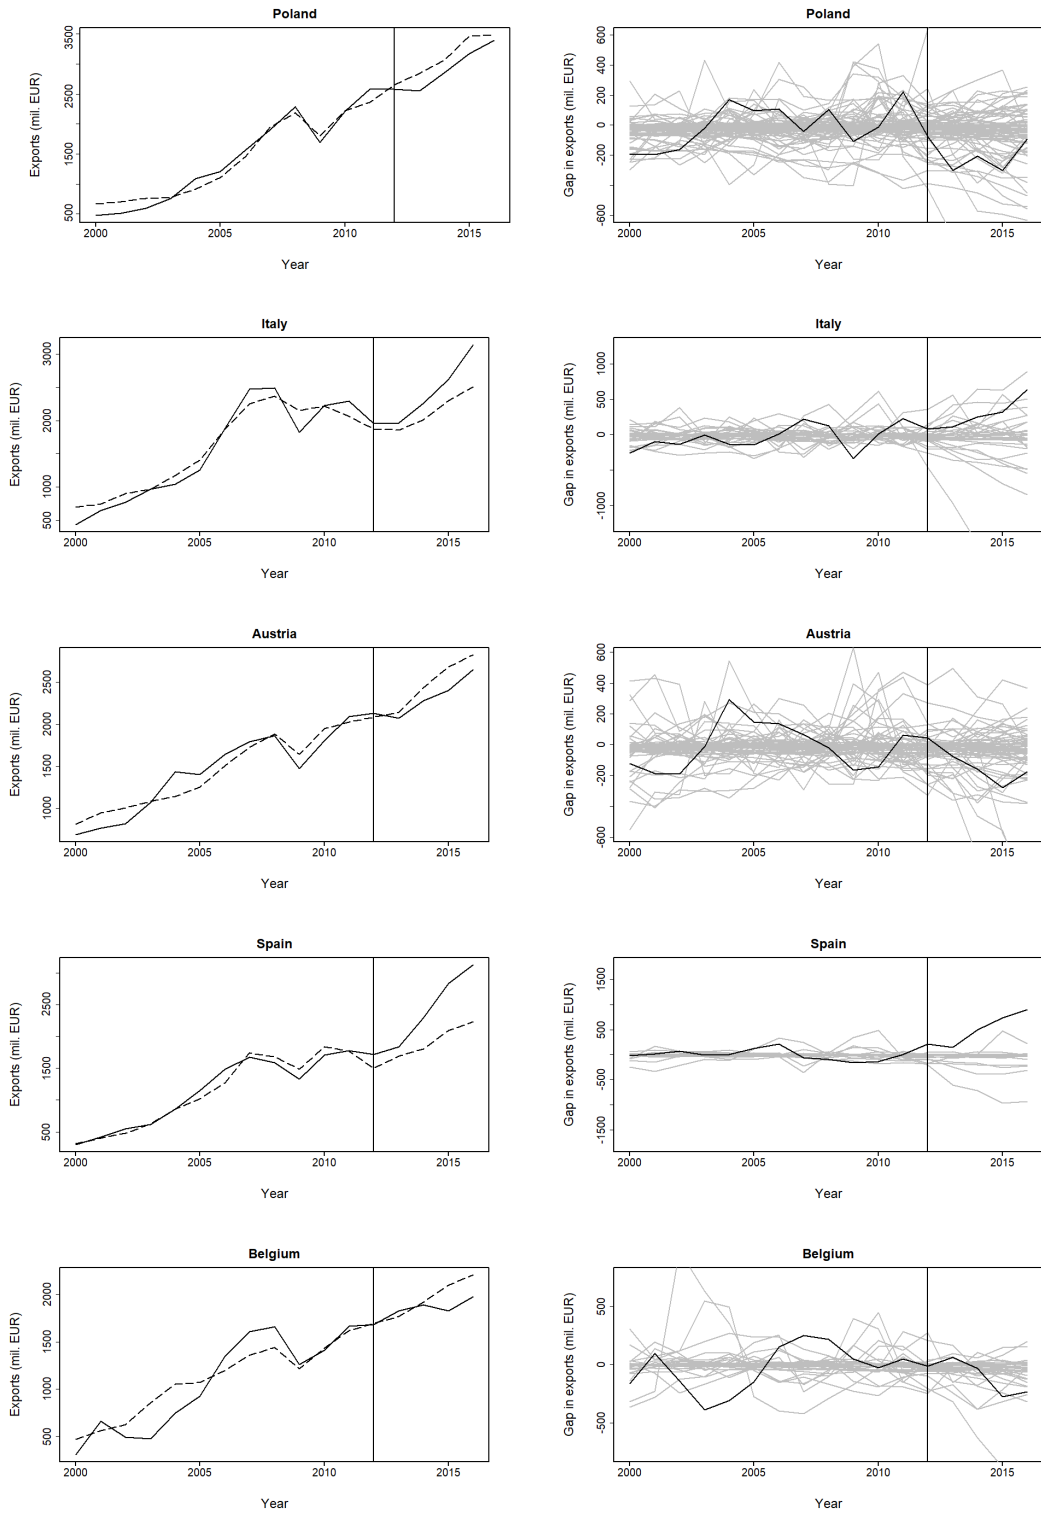 Poland
Exports (mil. EUR)
500 1500 2500 3500
2000 2005 2010 2015
Year
Poland
Gap in exports (mil. EUR)
-600 -200 0 200 400 600
2000 2005 2010 2015
Year
Italy
Exports (mil. EUR)
500 1000 2000 3000
2000 2005 2010 2015
Year
Italy
Gap in exports (mil. EUR)
-1000 0 500 1000
2000 2005 2010 2015
Year
Austria
Exports (mil. EUR)
1000 1500 2000 2500
2000 2005 2010 2015
Year
Austria
Gap in exports (mil. EUR)
-600 -200 0 200 400 600
2000 2005 2010 2015
Year
Spain
Exports (mil. EUR)
500 1500 2500
2000 2005 2010 2015
Year
Spain
Gap in exports (mil. EUR)
-1500 -500 500 1500
2000 2005 2010 2015
Year
Belgium
Exports (mil. EUR)
500 1000 1500 2000
2000 2005 2010 2015
Year
Belgium
Gap in exports (mil. EUR)
-500 0 500
2000 2005 2010 2015
Year